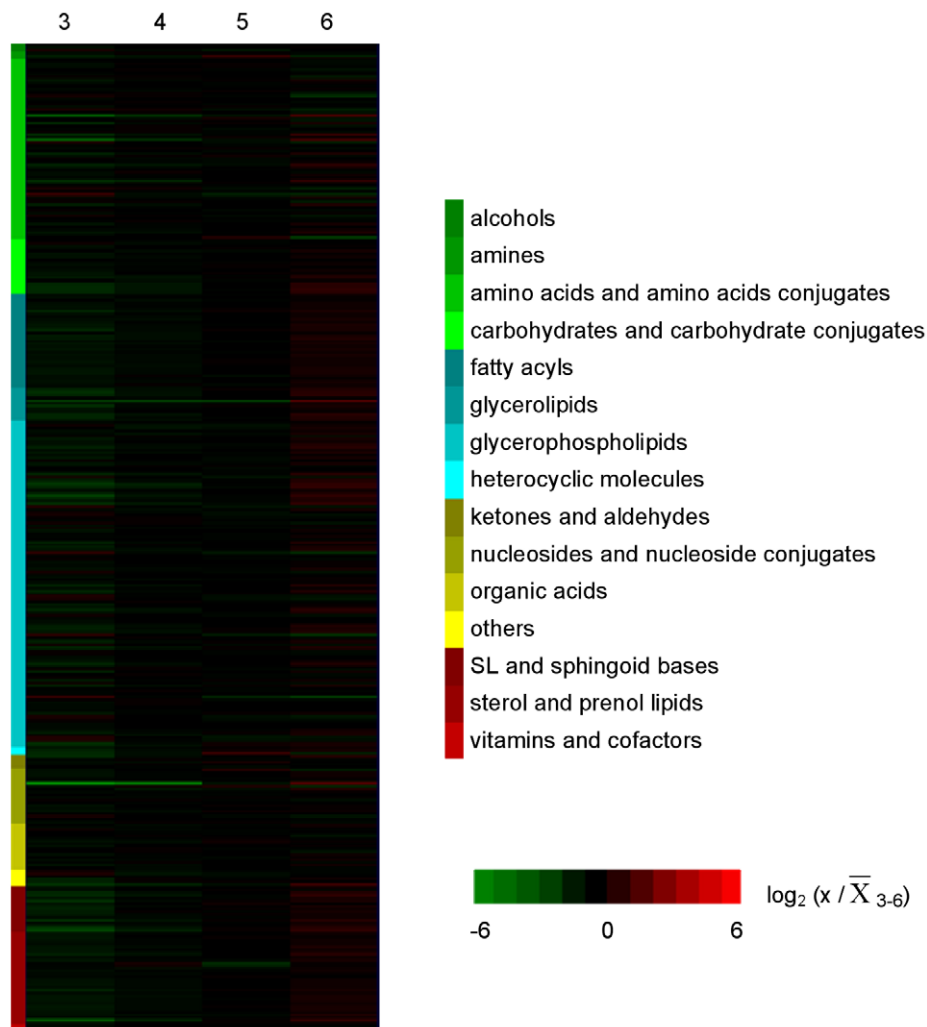 3 4 5 6
alcohols
amines
amino acids and amino acids conjugates
carbohydrates and carbohydrate conjugates
fatty acyls
glycerolipids
glycerophospholipids
heterocyclic molecules
ketones and aldehydes
nucleosides and nucleoside conjugates
organic acids
others
SL and sphingoid bases
sterol and prenol lipids
vitamins and cofactors
log₂ (x / X̅ ₃₋₆)
-6 0 6